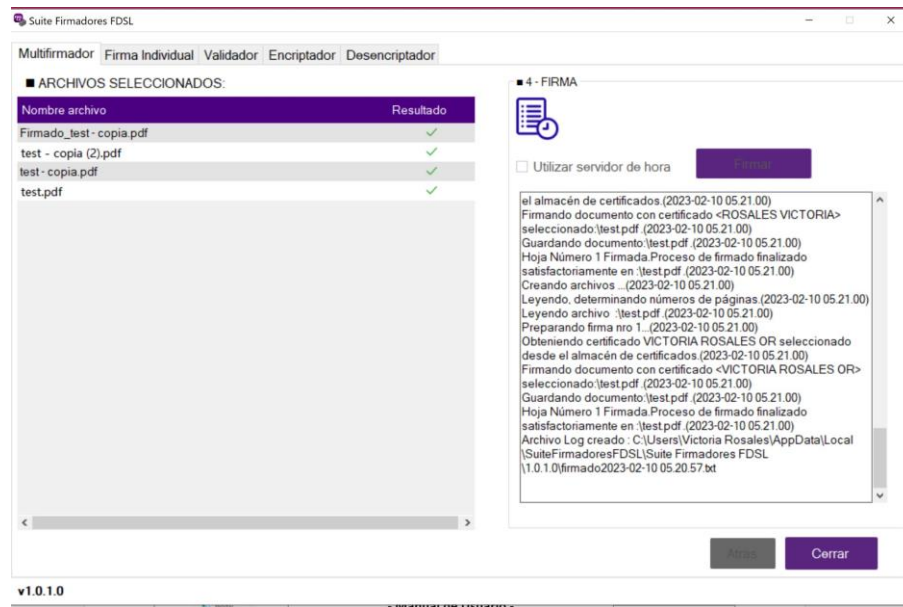 Suite Firmadores FDSL
Multifirmador Firma Individual Validador Encriptador Desencriptador
ARCHIVOS SELECCIONADOS:
Nombre archivo Resultado
Firmado_test - copia.pdf
test - copia (2).pdf
test - copia.pdf
test.pdf
4 - FIRMA
Utilizar servidor de hora
Firmar
el almacén de certificados.(2023-02-10 05.21.00)
Firmando documento con certificado <ROSALES VICTORIA>
seleccionado:\test.pdf.(2023-02-10 05.21.00)
Guardando documento:\test.pdf.(2023-02-10 05.21.00)
Hoja Número 1 Firmada.Proceso de firmado finalizado
satisfactoriamente en :\test.pdf.(2023-02-10 05.21.00)
Creando archivos ...(2023-02-10 05.21.00)
Leyendo, determinando números de páginas.(2023-02-10 05.21.00)
Leyendo archivo :\test.pdf.(2023-02-10 05.21.00)
Preparando firma nro 1...(2023-02-10 05.21.00)
Obteniendo certificado VICTORIA ROSALES OR seleccionado
desde el almacén de certificados.(2023-02-10 05.21.00)
Firmando documento con certificado <VICTORIA ROSALES OR>
seleccionado:\test.pdf.(2023-02-10 05.21.00)
Guardando documento:\test.pdf.(2023-02-10 05.21.00)
Hoja Número 1 Firmada.Proceso de firmado finalizado
satisfactoriamente en :\test.pdf.(2023-02-10 05.21.00)
Archivo Log creado : C:\Users\Victoria Rosales\AppData\Local
\SuiteFirmadoresFDSL\Suite Firmadores FDSL
\1.0.1.0\firmado2023-02-10 05.20.57.txt
Atras Cerrar
v1.0.1.0
- Manual de Usuario -